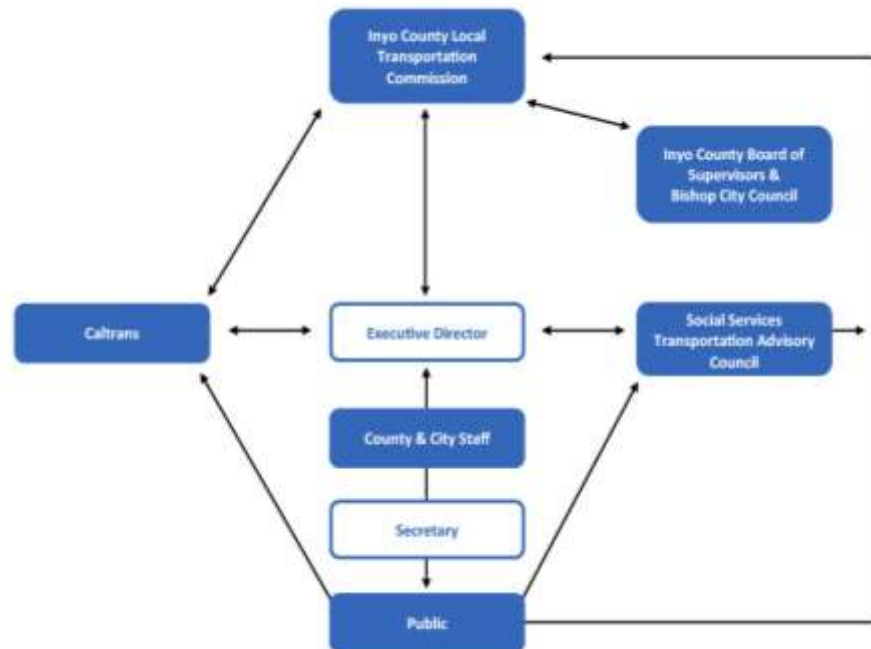 Inyo County Local
Transportation
Commission
Inyo County Board of
Supervisors &
Bishop City Council
Caltrans
Executive Director
Social Services
Transportation Advisory
Council
County & City Staff
Secretary
Public